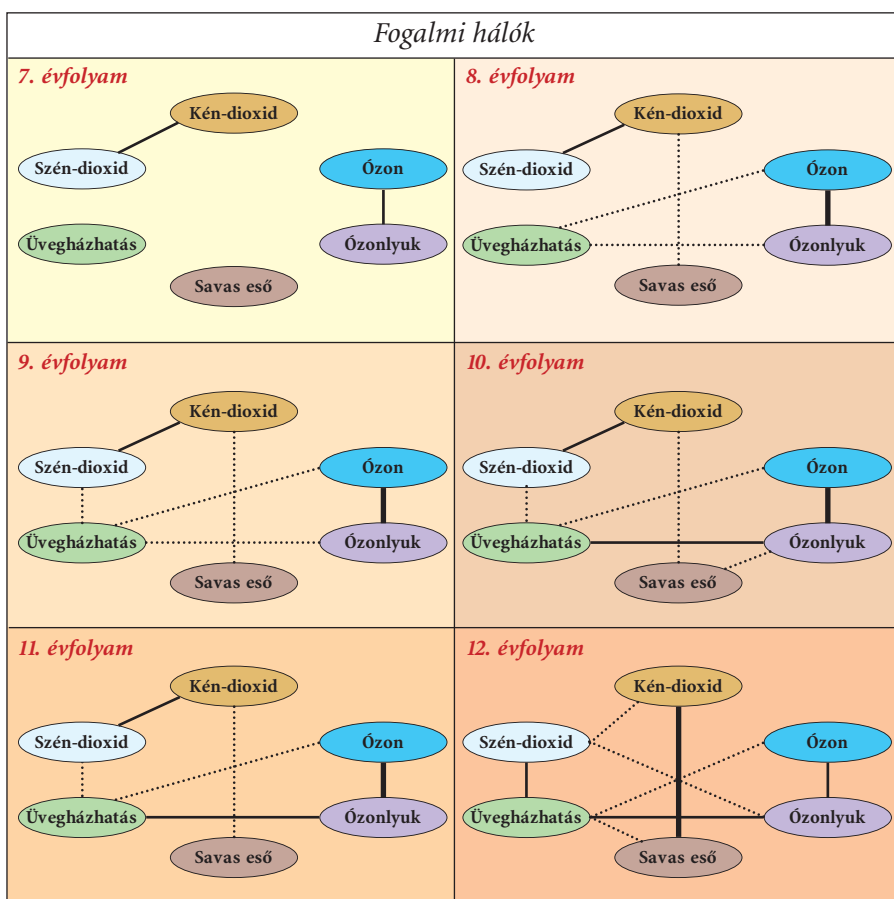 Fogalmi hálók
7. évfolyam
Kén-dioxid
Szén-dioxid
Ózon
Üvegházhatás
Ózonlyuk
Savas eső
8. évfolyam
Kén-dioxid
Szén-dioxid
Ózon
Üvegházhatás
Ózonlyuk
Savas eső
9. évfolyam
Kén-dioxid
Szén-dioxid
Ózon
Üvegházhatás
Ózonlyuk
Savas eső
10. évfolyam
Kén-dioxid
Szén-dioxid
Ózon
Üvegházhatás
Ózonlyuk
Savas eső
11. évfolyam
Kén-dioxid
Szén-dioxid
Ózon
Üvegházhatás
Ózonlyuk
Savas eső
12. évfolyam
Kén-dioxid
Szén-dioxid
Ózon
Üvegházhatás
Ózonlyuk
Savas eső